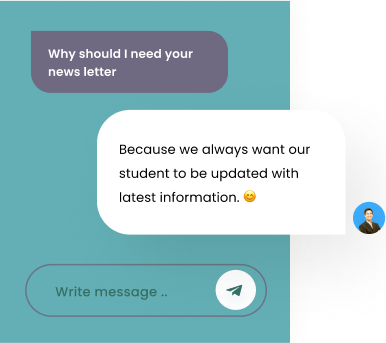 Why should I need your
news letter
Because we always want our
student to be updated with
latest information. 😊
Write message ..